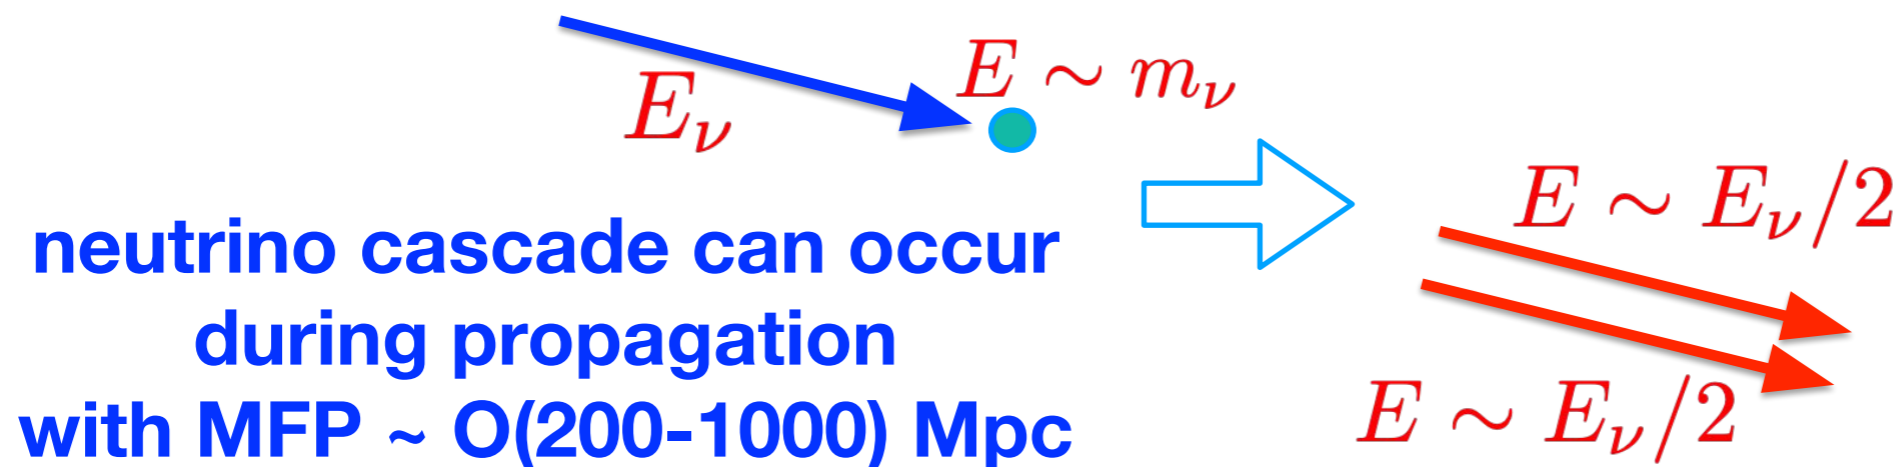 E ∼ m_ν
E_ν
E ∼ E_ν/2
neutrino cascade can occur
during propagation
with MFP ~ O(200-1000) Mpc
E ∼ E_ν/2